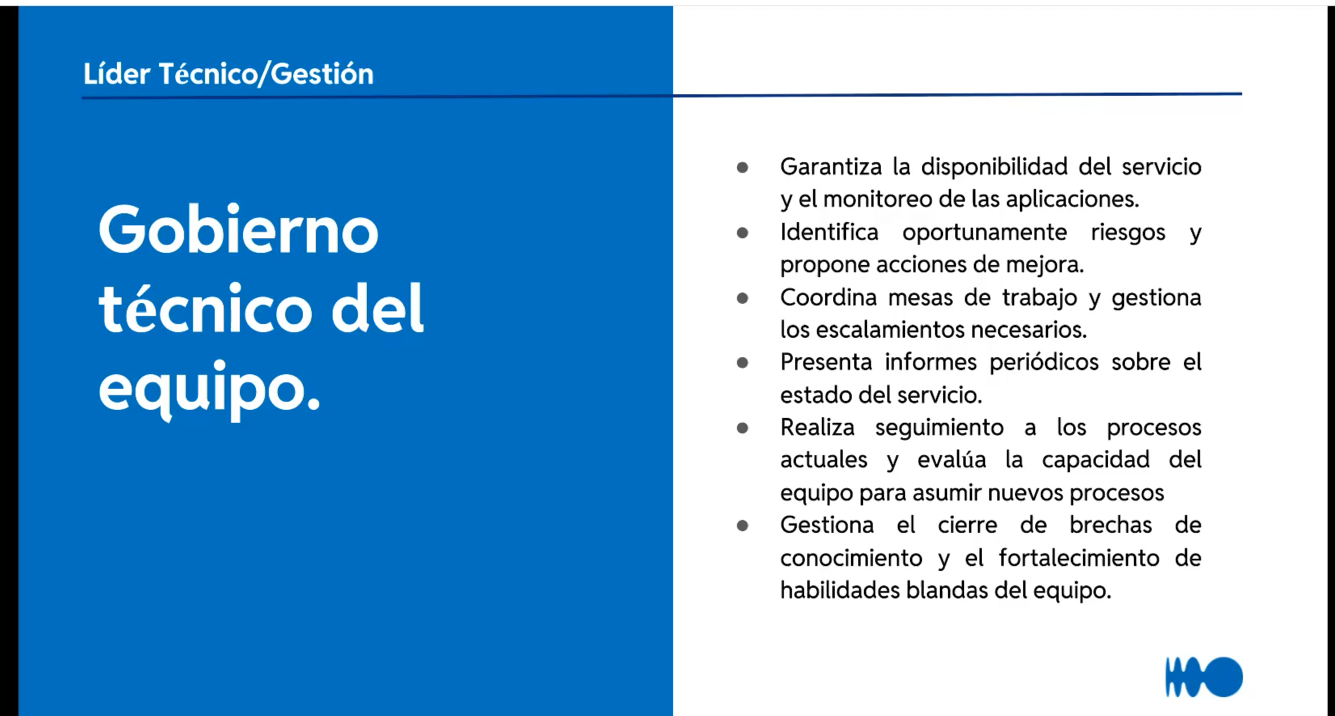 Líder Técnico/Gestión
Gobierno
técnico del
equipo.
● Garantiza la disponibilidad del servicio
y el monitoreo de las aplicaciones.
● Identifica oportunamente riesgos y
propone acciones de mejora.
● Coordina mesas de trabajo y gestiona
los escalamientos necesarios.
● Presenta informes periódicos sobre el
estado del servicio.
● Realiza seguimiento a los procesos
actuales y evalúa la capacidad del
equipo para asumir nuevos procesos
● Gestiona el cierre de brechas de
conocimiento y el fortalecimiento de
habilidades blandas del equipo.